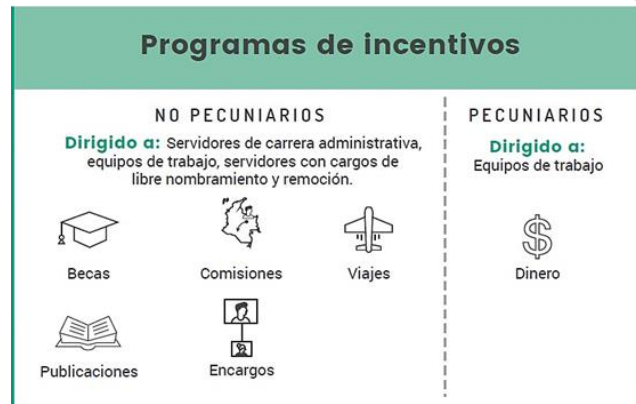 Programas de incentivos
NO PECUNIARIOS
Dirigido a: Servidores de carrera administrativa,
equipos de trabajo, servidores con cargos de
libre nombramiento y remoción.
Becas
Comisiones
Viajes
Publicaciones
Encargos
PECUNIARIOS
Dirigido a:
Equipos de trabajo
$
Dinero